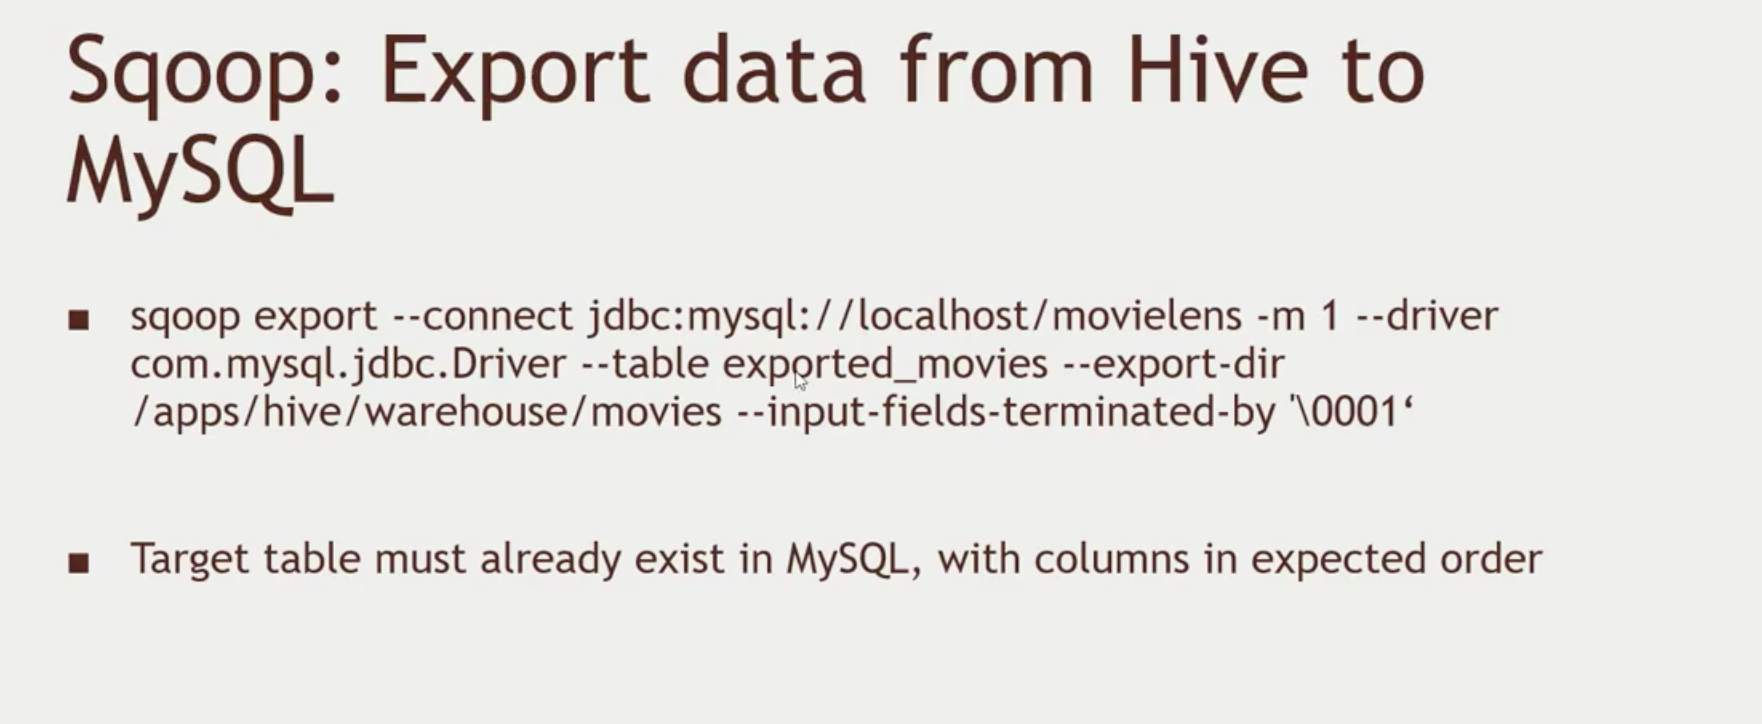 Sqoop: Export data from Hive to
MySQL
▪ sqoop export --connect jdbc:mysql://localhost/movielens -m 1 --driver
com.mysql.jdbc.Driver --table exported_movies --export-dir
/apps/hive/warehouse/movies --input-fields-terminated-by '\0001‘
▪ Target table must already exist in MySQL, with columns in expected order